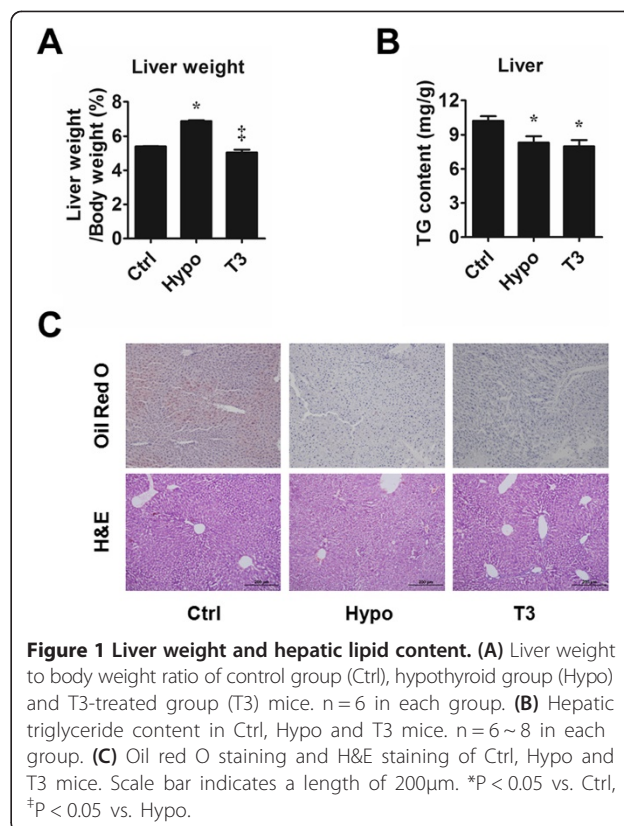 A
Liver weight
Liver weight
/Body weight (%)
8
6
4
2
0
*
‡
Ctrl
Hypo
T3
B
Liver
TG content (mg/g)
12
9
6
3
0
*
*
Ctrl
Hypo
T3
C
Oil Red O
H&E
200 μm
Ctrl
Hypo
T3
Figure 1 Liver weight and hepatic lipid content. (A) Liver weight
to body weight ratio of control group (Ctrl), hypothyroid group (Hypo)
and T3-treated group (T3) mice. n = 6 in each group. (B) Hepatic
triglyceride content in Ctrl, Hypo and T3 mice. n = 6 ~ 8 in each
group. (C) Oil red O staining and H&E staining of Ctrl, Hypo and
T3 mice. Scale bar indicates a length of 200μm. *P < 0.05 vs. Ctrl,
‡P < 0.05 vs. Hypo.